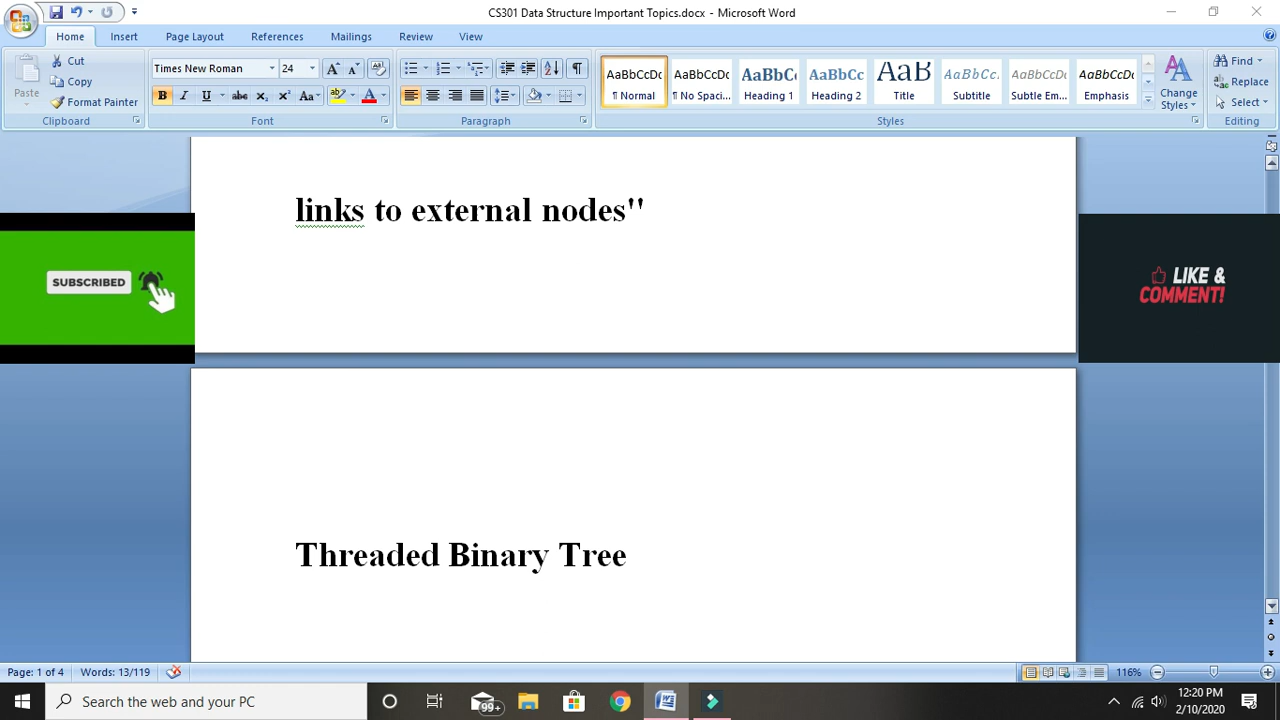 CS301 Data Structure Important Topics.docx - Microsoft Word
Home Insert Page Layout References Mailings Review View
Paste Cut Copy Format Painter
Times New Roman 24
AaBbCcDc AaBbCcDc AaBbCc AaBbCc AaB AaBbCc. AaBbCcDc AaBbCcDc
¶ Normal ¶ No Spaci... Heading 1 Heading 2 Title Subtitle Subtle Em... Emphasis
Change Styles
Find Replace Select
Clipboard Font Paragraph Styles Editing
links to external nodes"
SUBSCRIBED
LIKE &
COMMENT!
Threaded Binary Tree
Page: 1 of 4 Words: 13/119 116%
Search the web and your PC 99+ 12:20 PM
2/10/2020